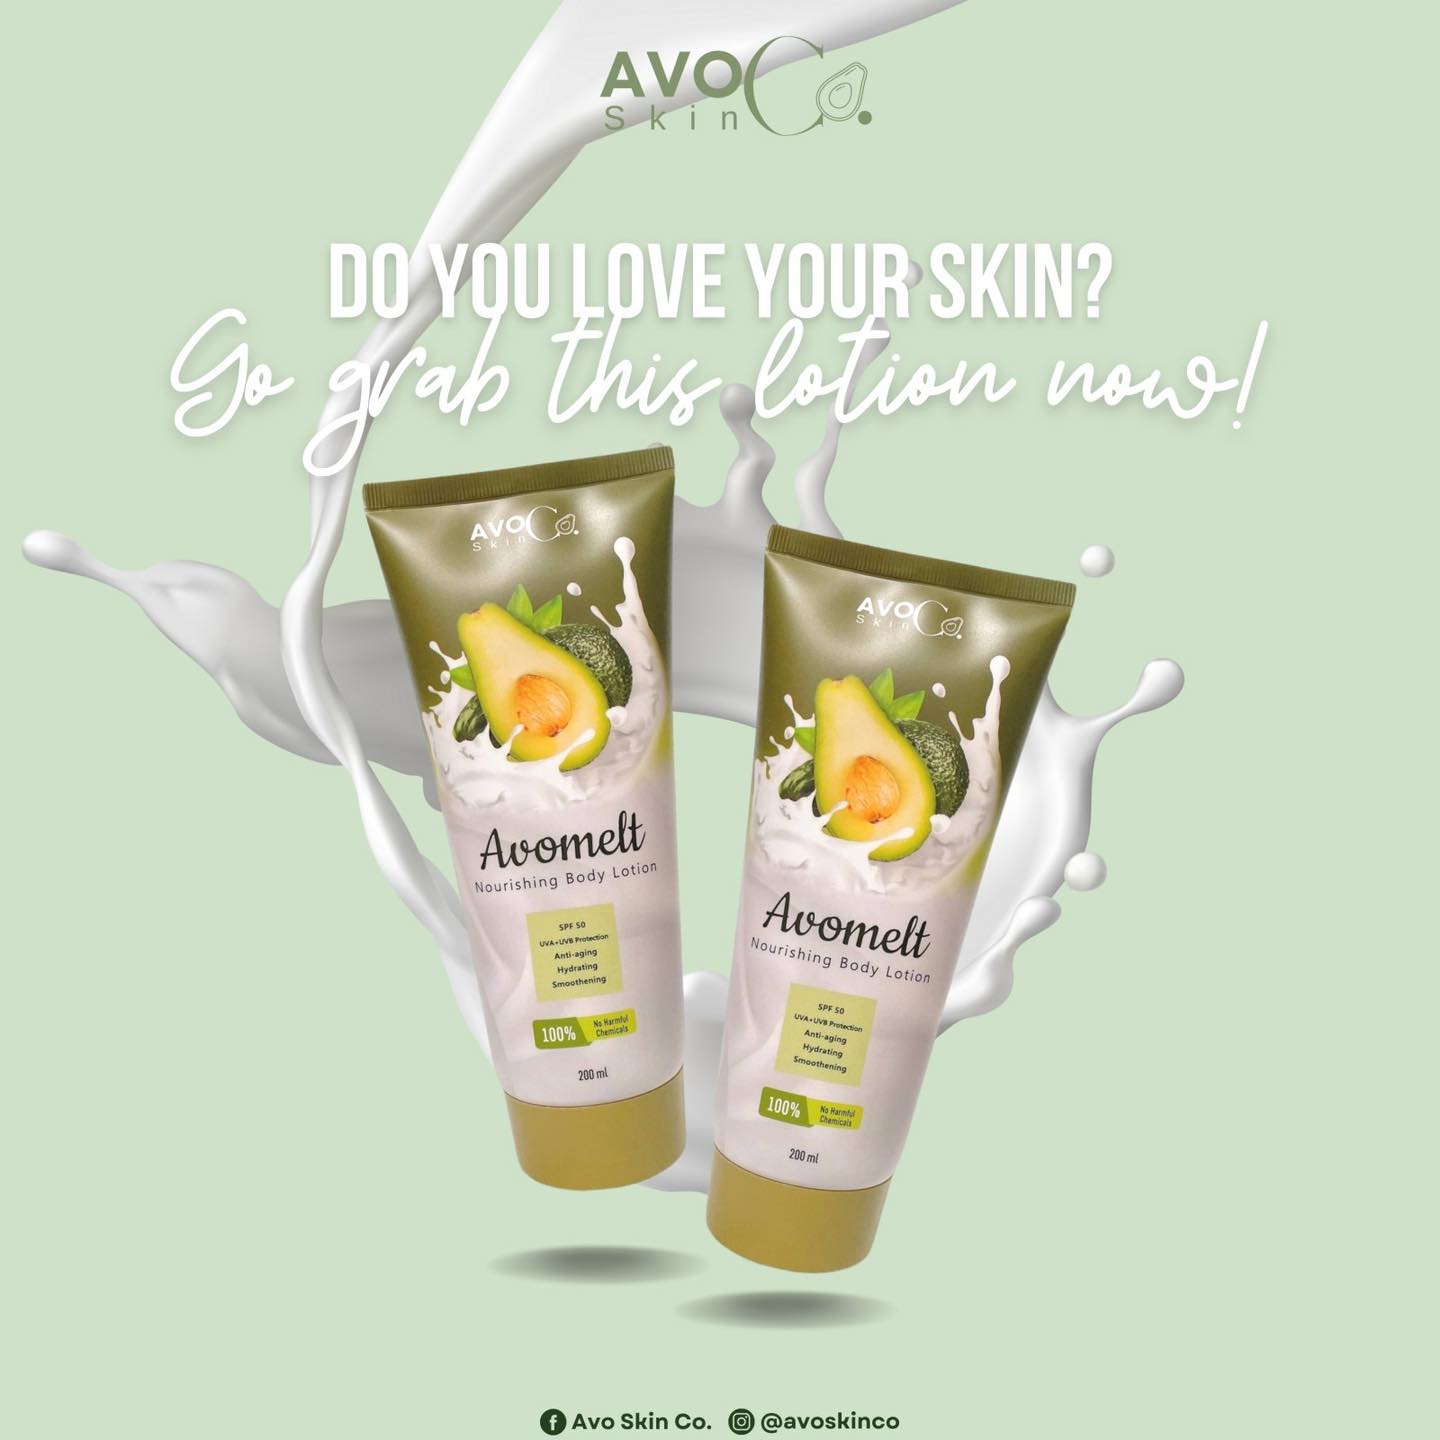 AVO Co.
Skin
DO YOU LOVE YOUR SKIN?
Go grab this lotion now!
AVO Co.
Skin
Avomelt
Nourishing Body Lotion
SPF 50
UVA+UVB Protection
Anti-aging
Hydrating
Smoothening
100% No Harmful
Chemicals
200 ml
AVO Co.
Skin
Avomelt
Nourishing Body Lotion
SPF 50
UVA+UVB Protection
Anti-aging
Hydrating
Smoothening
100% No Harmful
Chemicals
200 ml
Avo Skin Co. @avoskinco